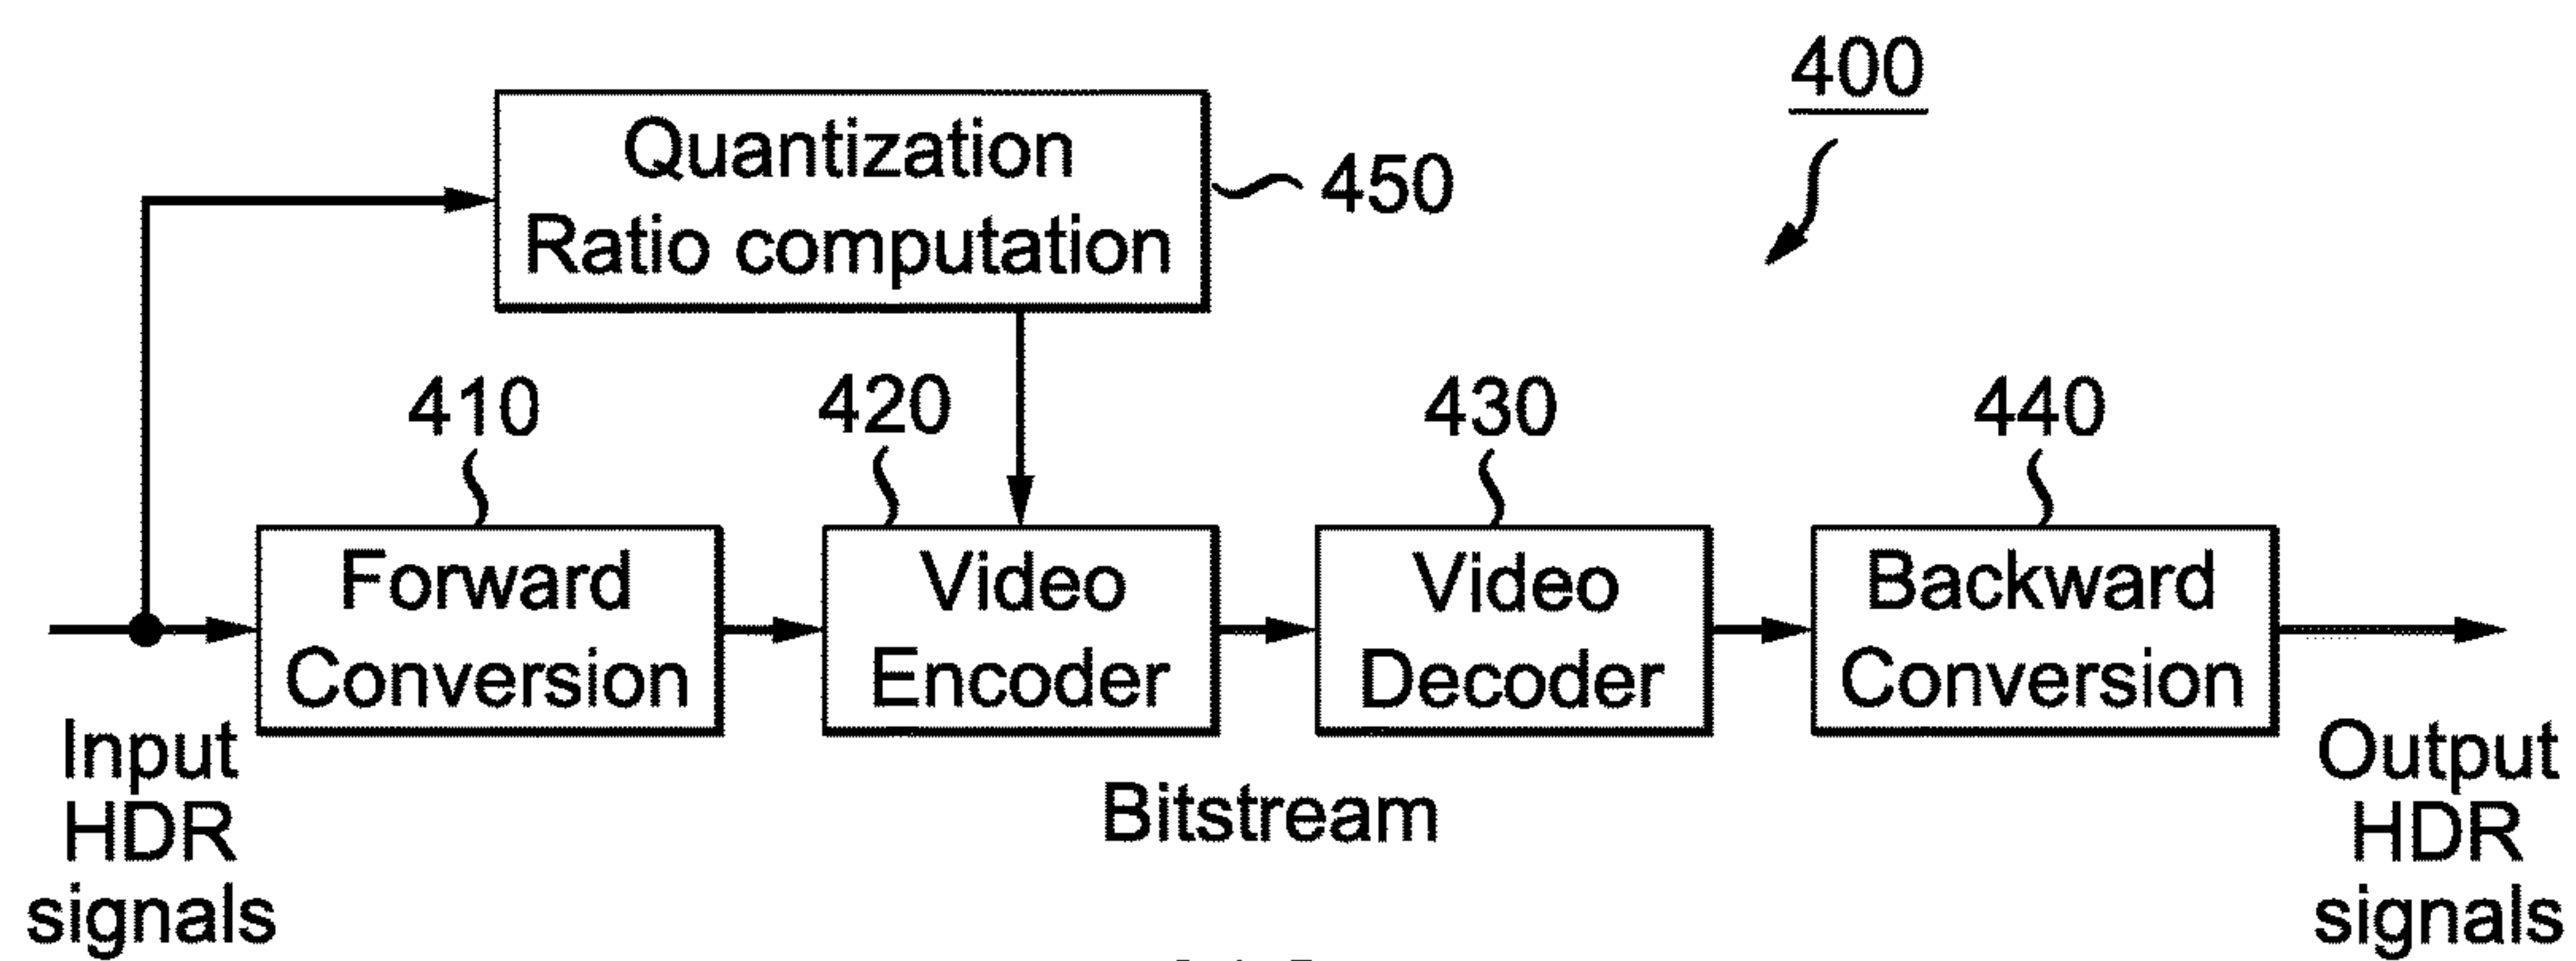 400
Quantization
Ratio computation
450
410
420
430
440
Forward
Conversion
Video
Encoder
Video
Decoder
Backward
Conversion
Input
HDR
signals
Bitstream
Output
HDR
signals